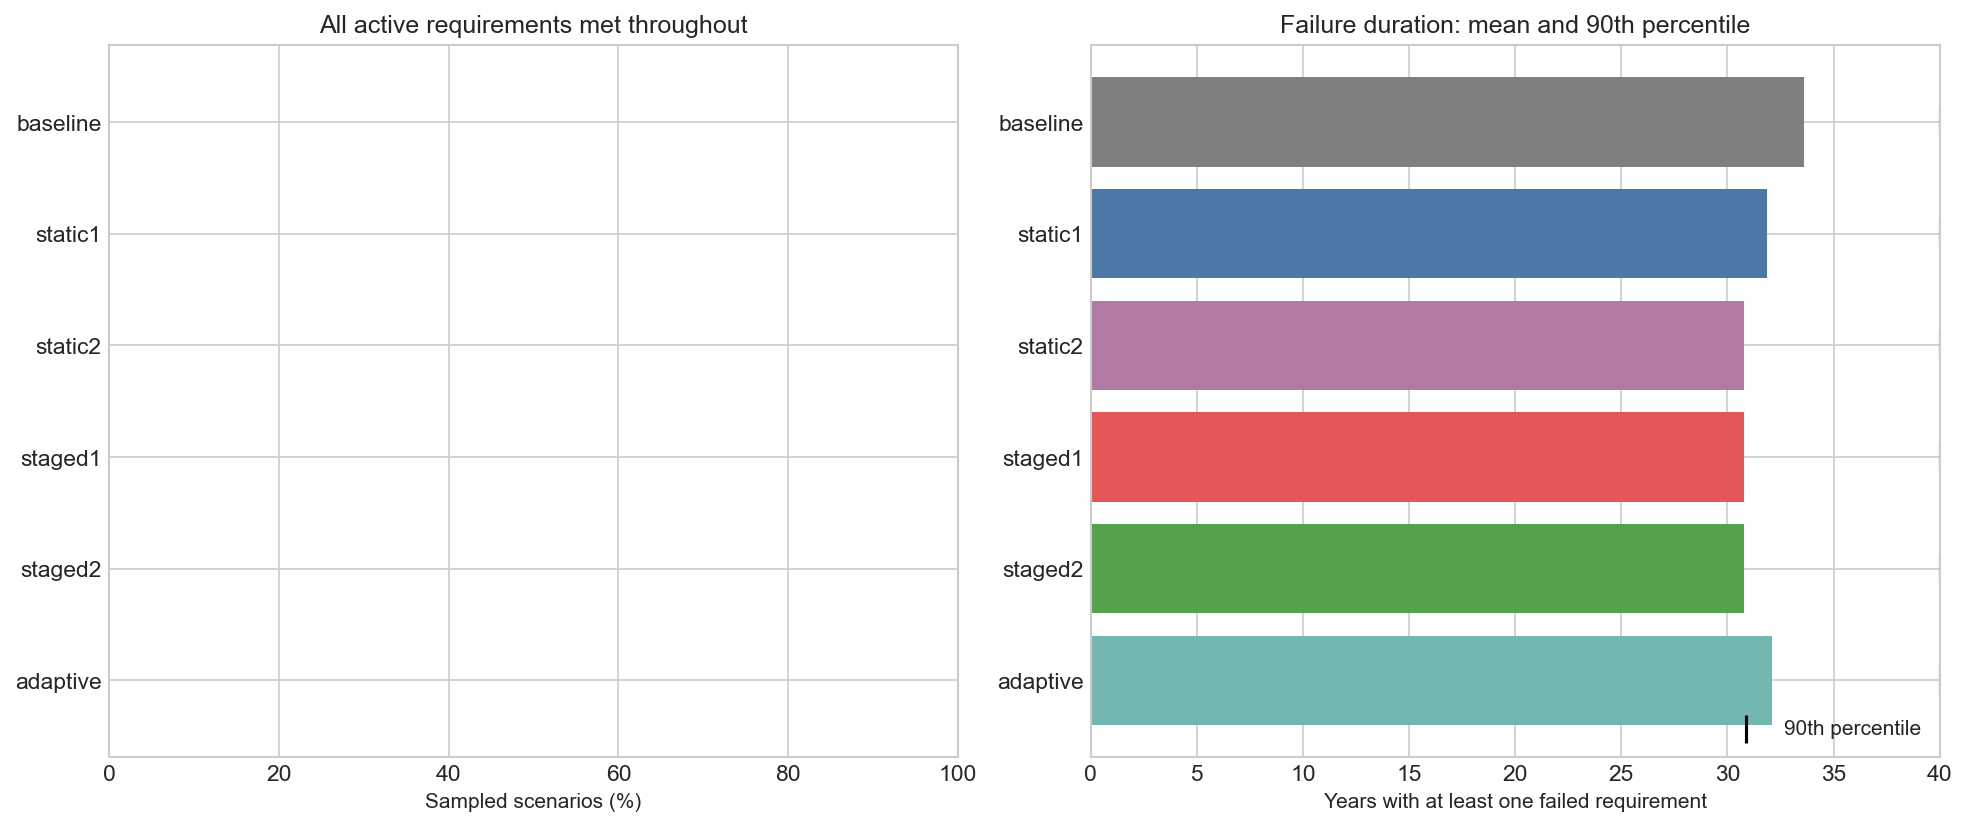 All active requirements met throughout
baseline
static1
static2
staged1
staged2
adaptive
0 20 40 60 80 100
Sampled scenarios (%)
Failure duration: mean and 90th percentile
baseline
static1
static2
staged1
staged2
adaptive
90th percentile
0 5 10 15 20 25 30 35 40
Years with at least one failed requirement